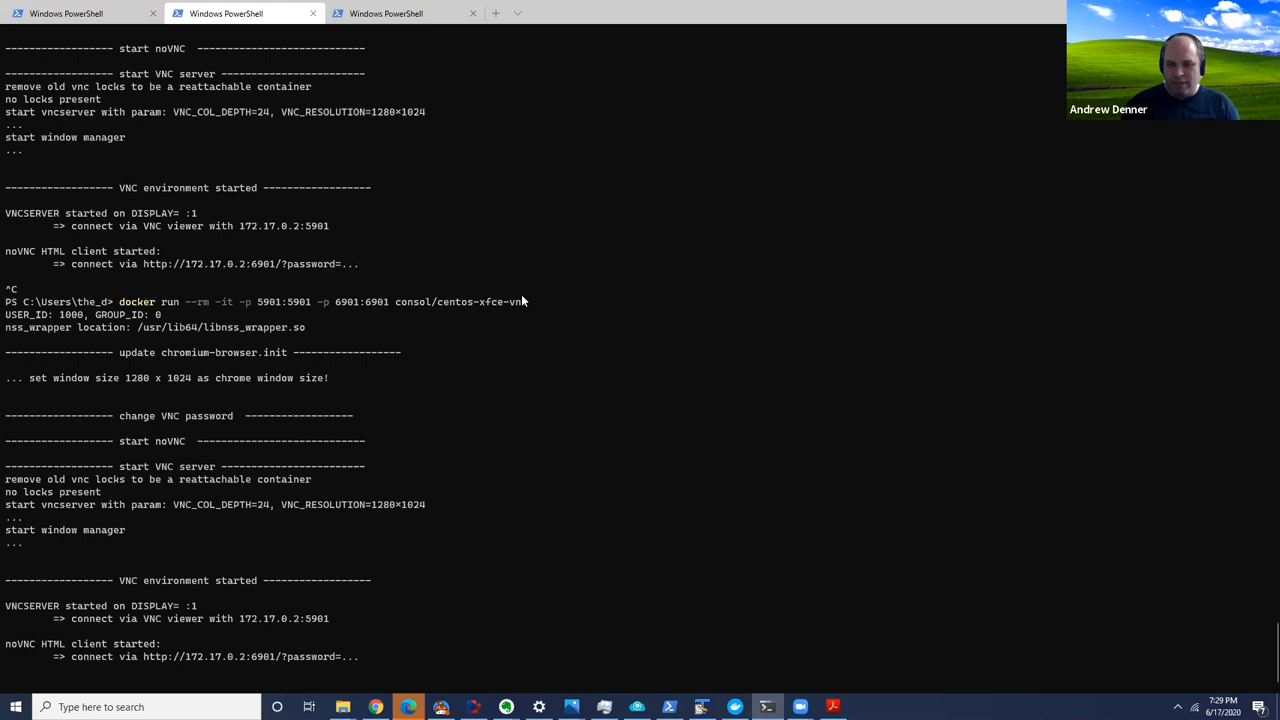 Windows PowerShell
Windows PowerShell
Windows PowerShell
------------------ start noVNC ----------------------------
------------------ start VNC server ------------------------
remove old vnc locks to be a reattachable container
no locks present
start vncserver with param: VNC_COL_DEPTH=24, VNC_RESOLUTION=1280x1024
...
start window manager
...
------------------ VNC environment started ------------------
VNCSERVER started on DISPLAY= :1
=> connect via VNC viewer with 172.17.0.2:5901
noVNC HTML client started:
=> connect via http://172.17.0.2:6901/?password=...
^C
PS C:\Users\the_d> docker run --rm -it -p 5901:5901 -p 6901:6901 consol/centos-xfce-vn
USER_ID: 1000, GROUP_ID: 0
nss_wrapper location: /usr/lib64/libnss_wrapper.so
------------------ update chromium-browser.init ------------------
... set window size 1280 x 1024 as chrome window size!
------------------ change VNC password ------------------
------------------ start noVNC ----------------------------
------------------ start VNC server ------------------------
remove old vnc locks to be a reattachable container
no locks present
start vncserver with param: VNC_COL_DEPTH=24, VNC_RESOLUTION=1280x1024
...
start window manager
...
------------------ VNC environment started ------------------
VNCSERVER started on DISPLAY= :1
=> connect via VNC viewer with 172.17.0.2:5901
noVNC HTML client started:
=> connect via http://172.17.0.2:6901/?password=...
Andrew Denner
Type here to search
7:29 PM
6/17/2020